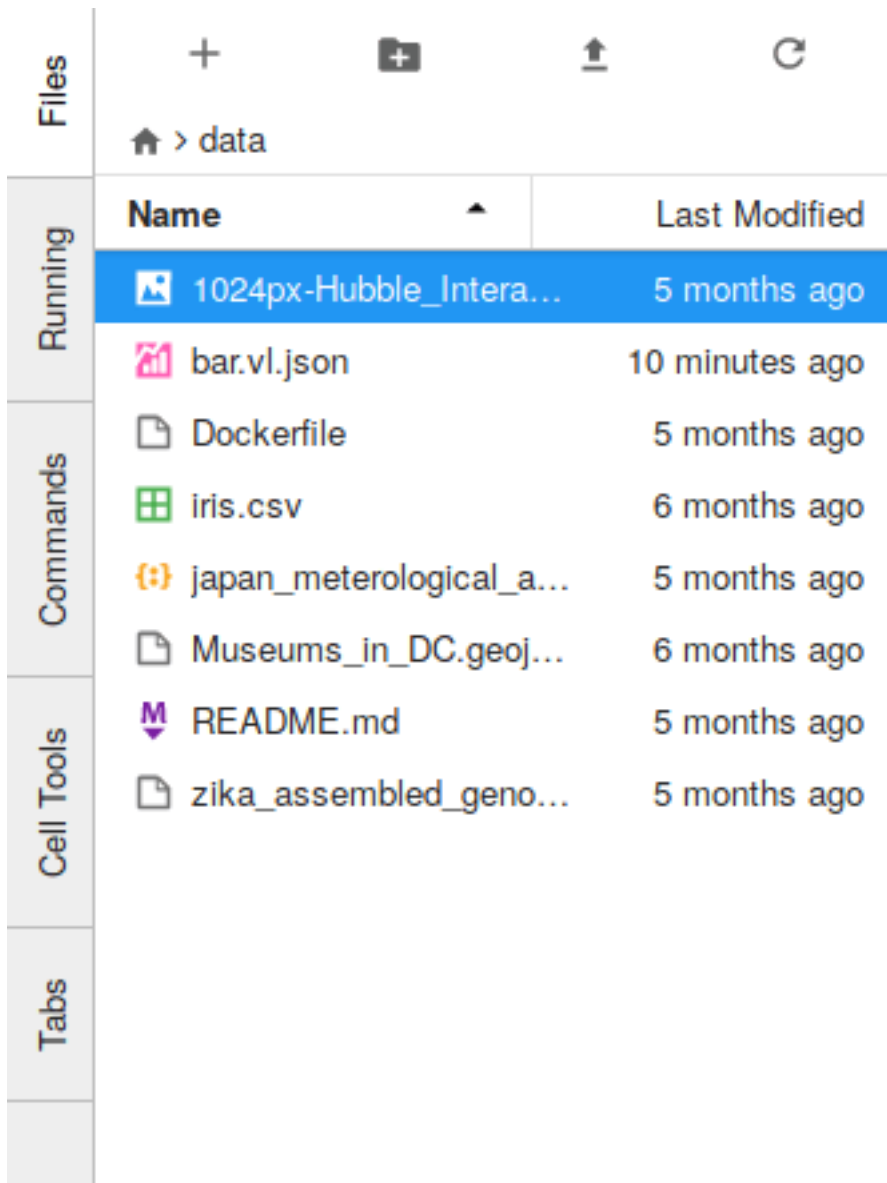 Files
Running
Commands
Cell Tools
Tabs
data
Name Last Modified
1024px-Hubble_Intera... 5 months ago
bar.vl.json 10 minutes ago
Dockerfile 5 months ago
iris.csv 6 months ago
japan_meterological_a... 5 months ago
Museums_in_DC.geoj... 6 months ago
README.md 5 months ago
zika_assembled_geno... 5 months ago